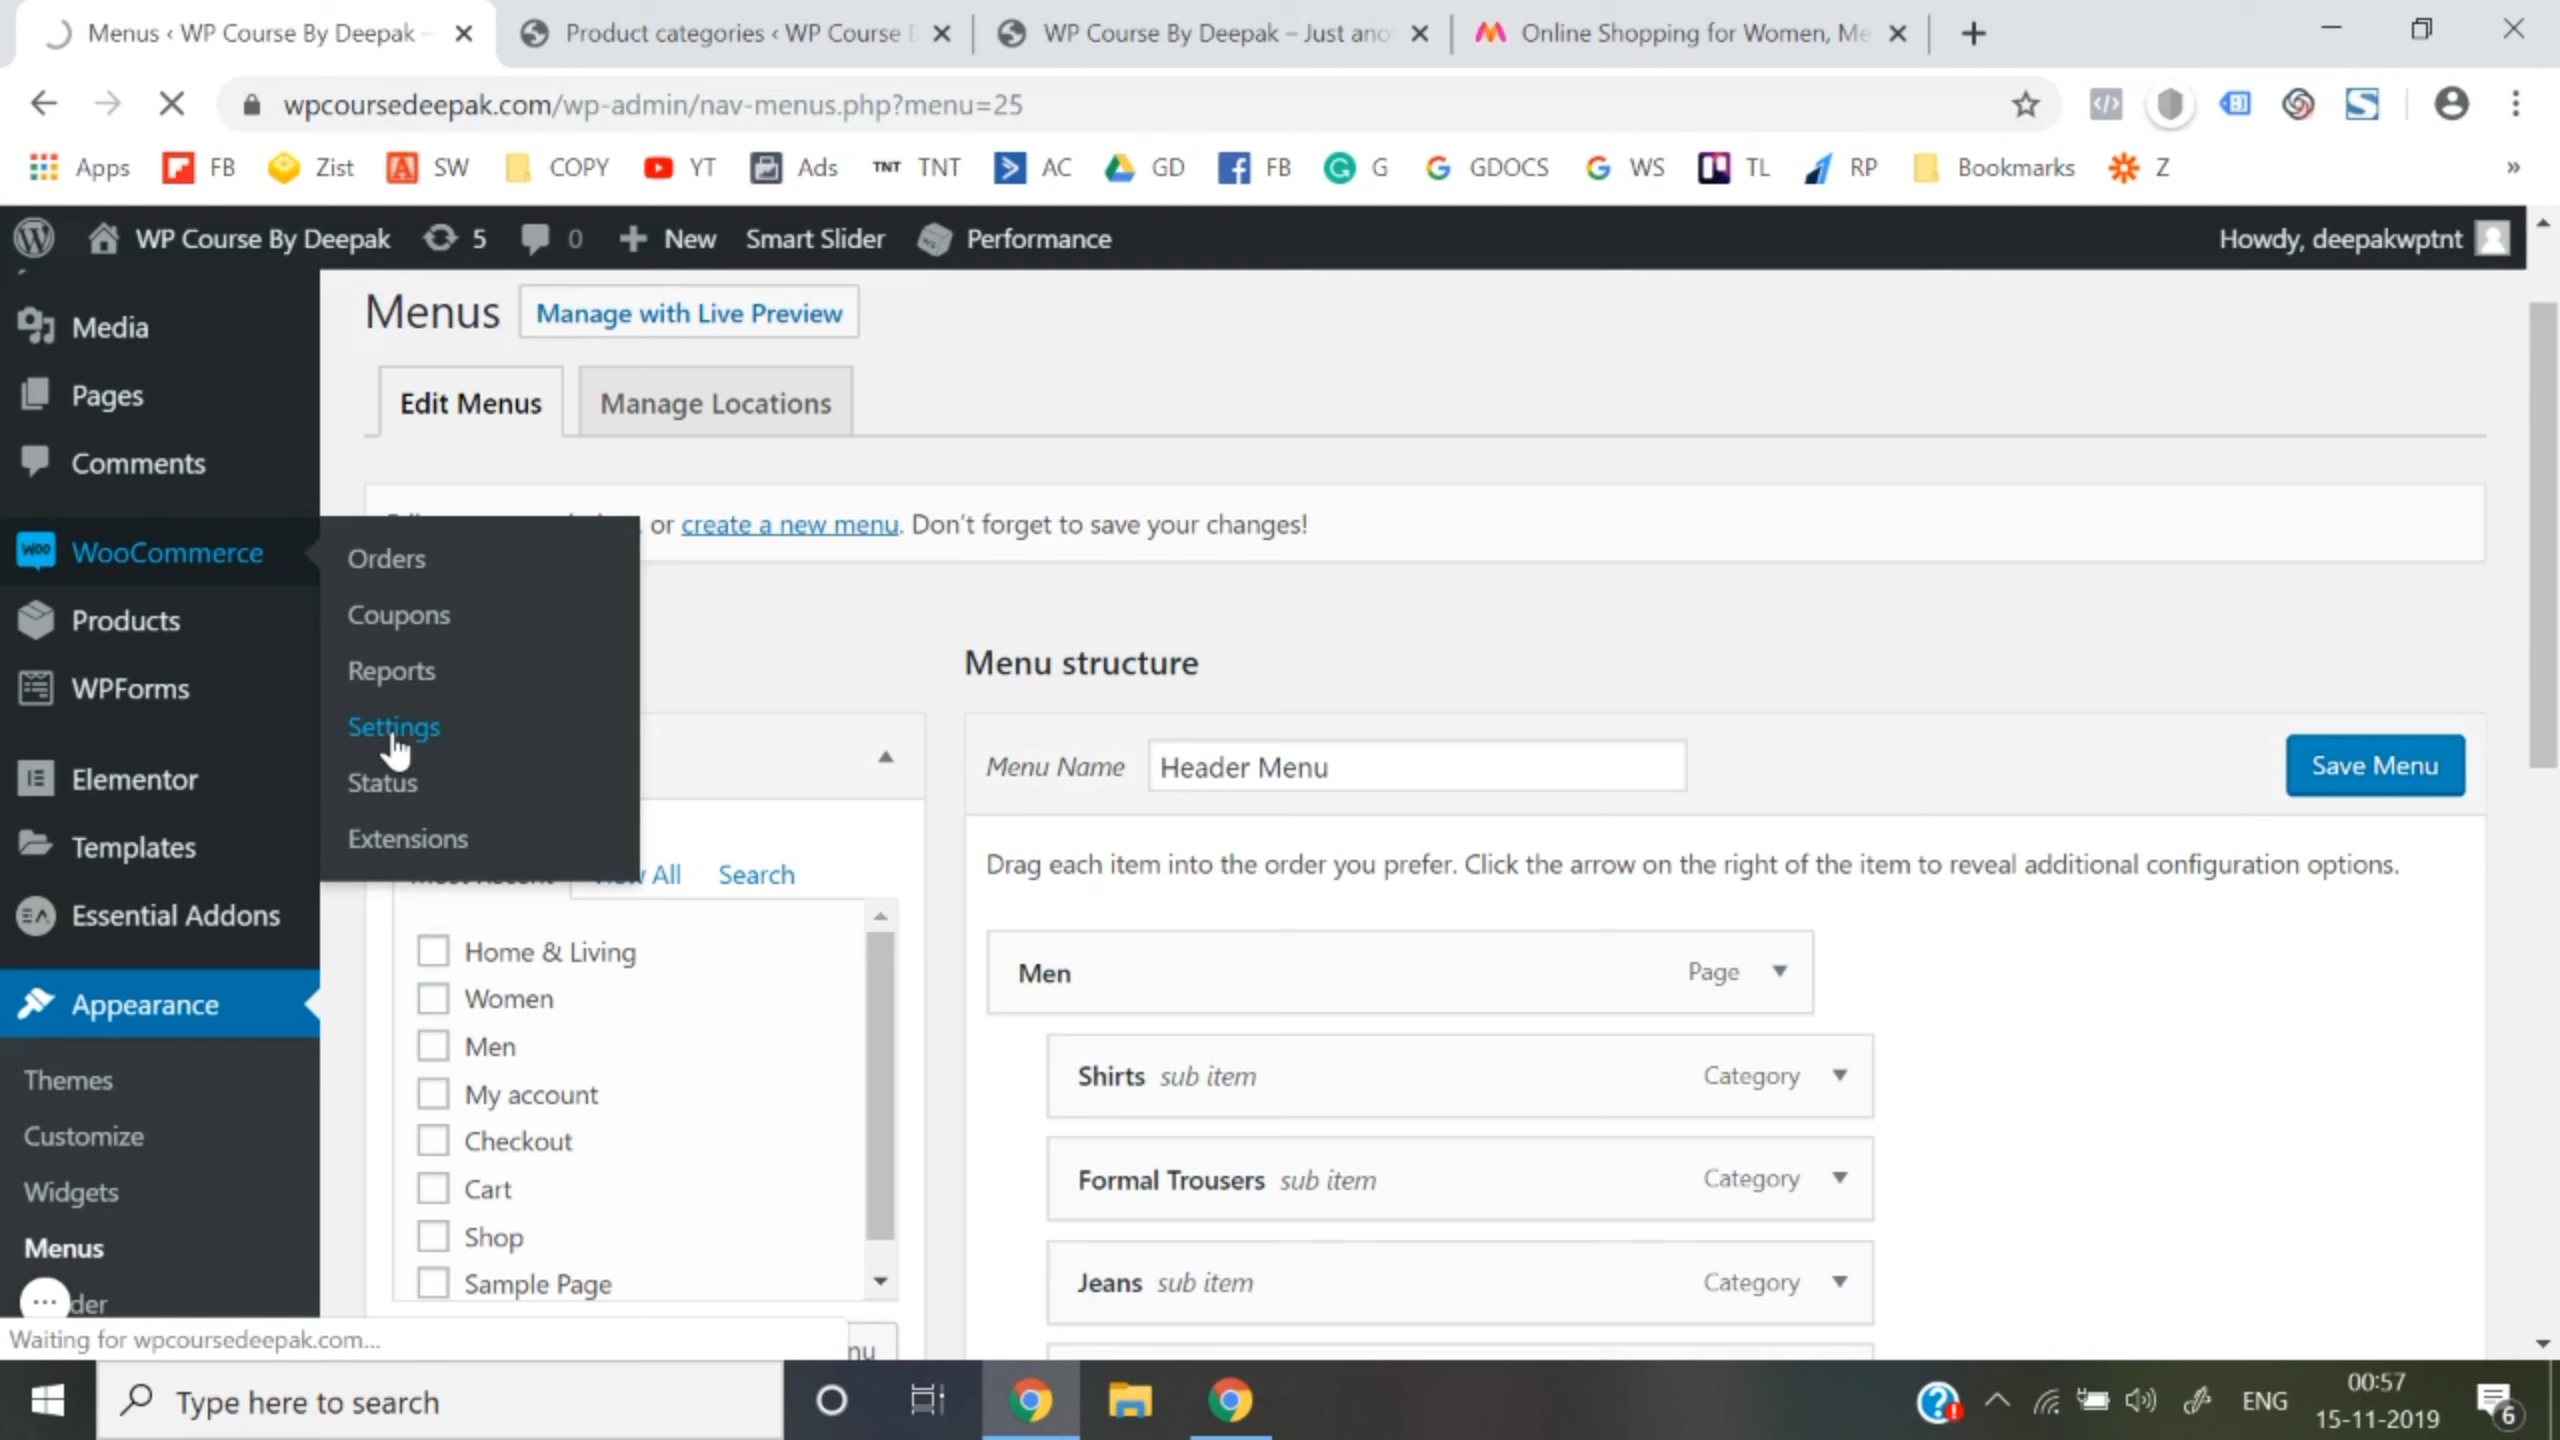 Menus ‹ WP Course By Deepak –
Product categories ‹ WP Course
WP Course By Deepak – Just ano
Online Shopping for Women, Me
wpcoursedeepak.com/wp-admin/nav-menus.php?menu=25
Apps FB Zist SW COPY YT Ads TNT TNT AC GD FB G GDOCS WS TL RP Bookmarks Z »
WP Course By Deepak 5 0 New Smart Slider Performance Howdy, deepakwptnt
Media
Pages
Comments
WooCommerce
Products
WPForms
Elementor
Templates
Essential Addons
Appearance
Themes
Customize
Widgets
Menus
der
Orders
Coupons
Reports
Settings
Status
Extensions
Menus Manage with Live Preview
Edit Menus Manage Locations
or create a new menu. Don't forget to save your changes!
All Search
Home & Living
Women
Men
My account
Checkout
Cart
Shop
Sample Page
nu
Menu structure
Menu Name Header Menu Save Menu
Drag each item into the order you prefer. Click the arrow on the right of the item to reveal additional configuration options.
Men Page
Shirts sub item Category
Formal Trousers sub item Category
Jeans sub item Category
Waiting for wpcoursedeepak.com...
Type here to search
ENG
00:57
15-11-2019
6